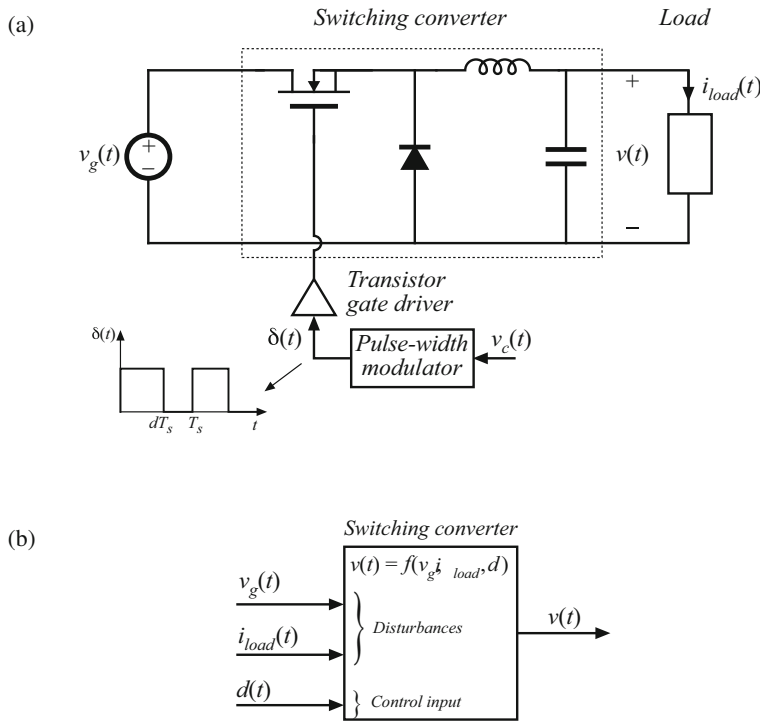 (a)
Switching converter
Load
v_g(t)
+
–
+
v(t)
–
i_load(t)
Transistor
gate driver
δ(t)
Pulse-width
modulator
v_c(t)
δ(t)
dT_s
T_s
t
(b)
Switching converter
v(t) = f(v_g, i_load, d)
v_g(t)
i_load(t)
} Disturbances
d(t)
} Control input
v(t)